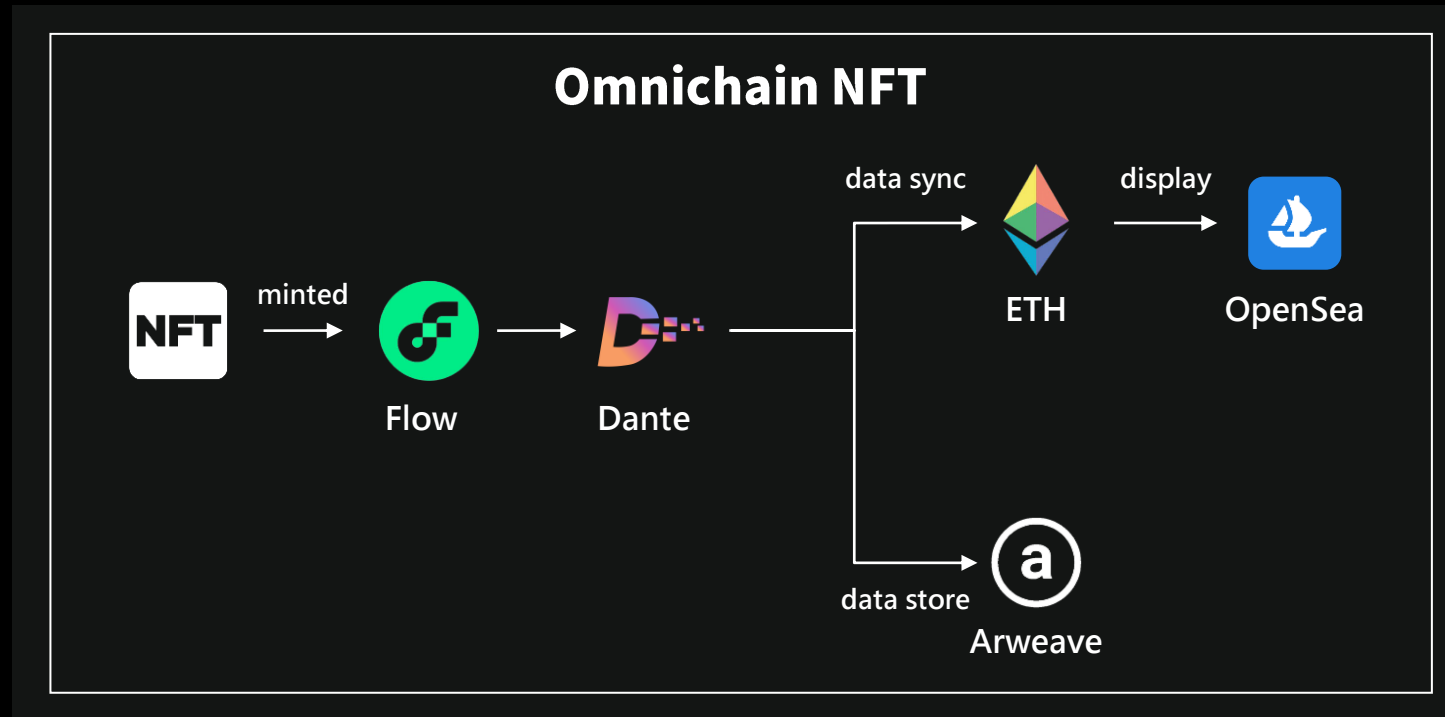 Omnichain NFT
data sync
display
minted
NFT
ETH
OpenSea
Flow
Dante
a
data store
Arweave